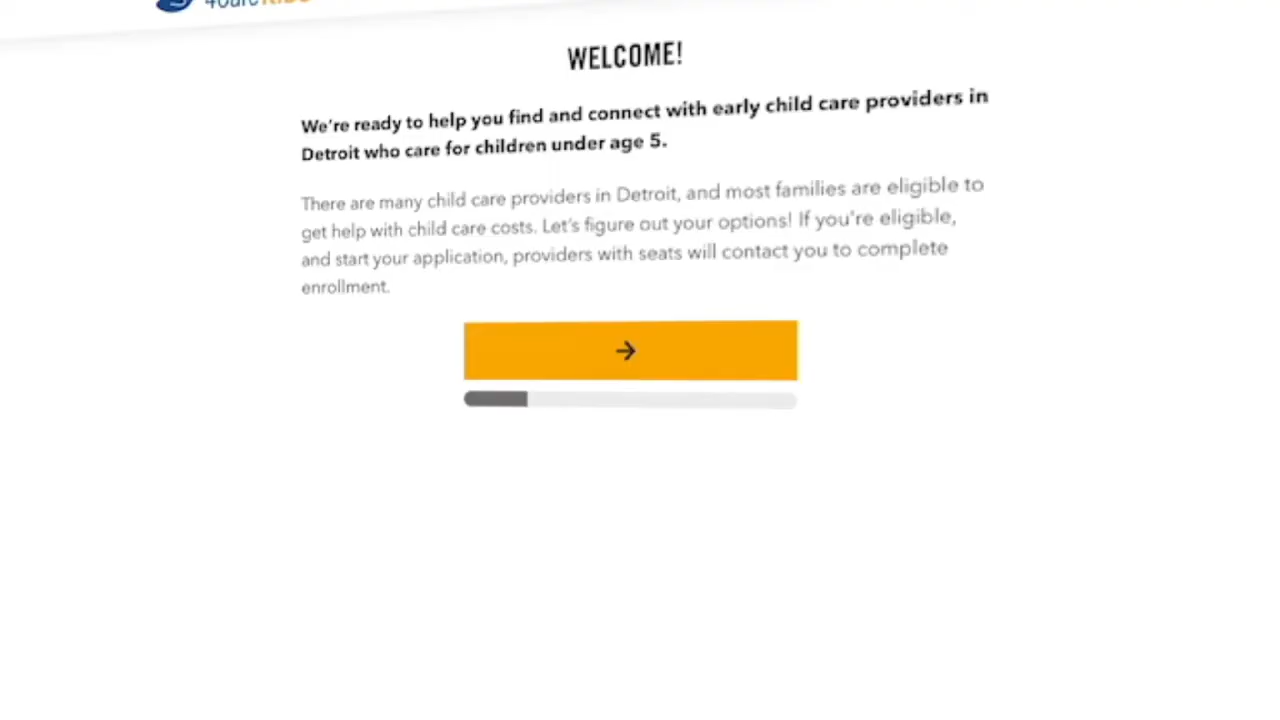 WELCOME!
We're ready to help you find and connect with early child care providers in
Detroit who care for children under age 5.
There are many child care providers in Detroit, and most families are eligible to
get help with child care costs. Let's figure out your options! If you're eligible,
and start your application, providers with seats will contact you to complete
enrollment.
→